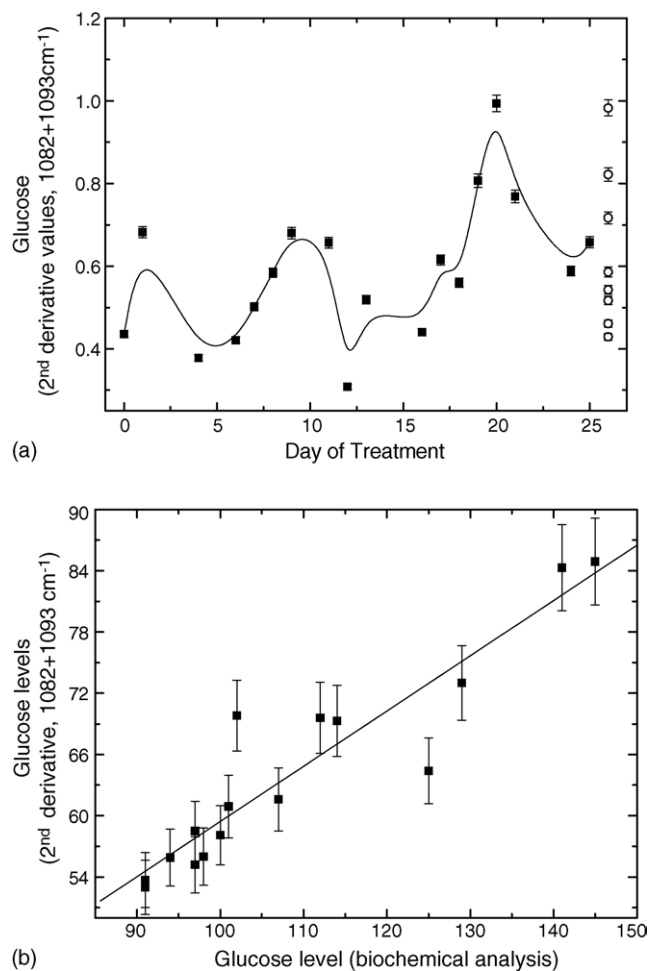 1.2
1.0
0.8
0.6
0.4
Glucose
(2nd derivative values, 1082+1093cm-1)
0 5 10 15 20 25
Day of Treatment
(a)
90
84
78
72
66
60
54
Glucose levels
(2nd derivative, 1082+1093 cm-1)
90 100 110 120 130 140 150
Glucose level (biochemical analysis)
(b)